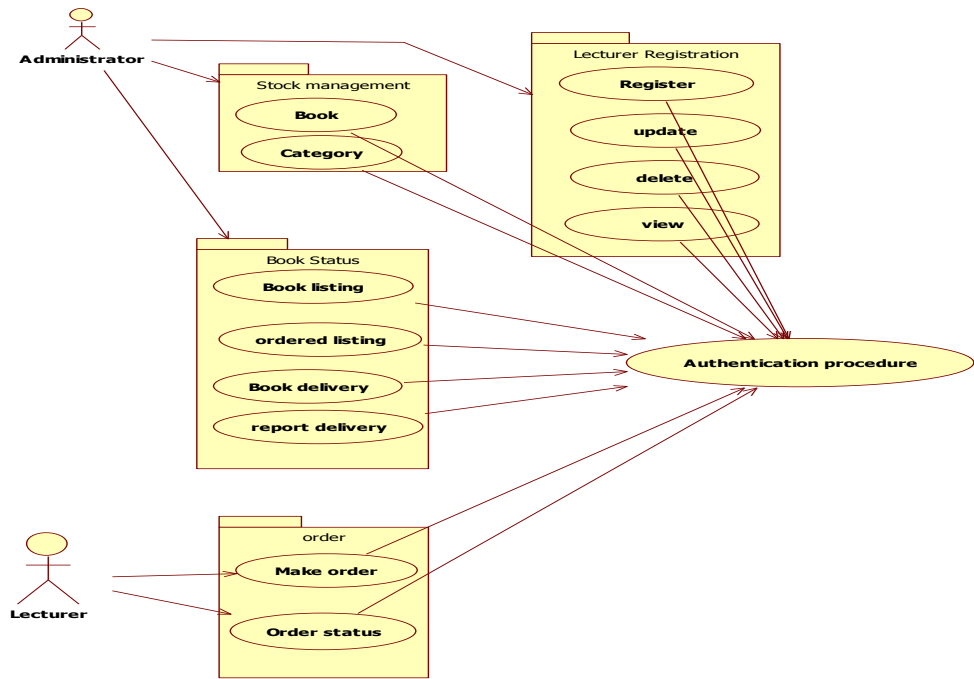 Administrator
Stock management
Book
Category
Lecturer Registration
Register
update
delete
view
Book Status
Book listing
ordered listing
Book delivery
report delivery
Authentication procedure
Lecturer
order
Make order
Order status